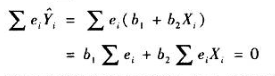 ∑ eᵢŶᵢ = ∑ eᵢ(b₁ + b₂Xᵢ)
= b₁ ∑ eᵢ + b₂ ∑ eᵢXᵢ = 0